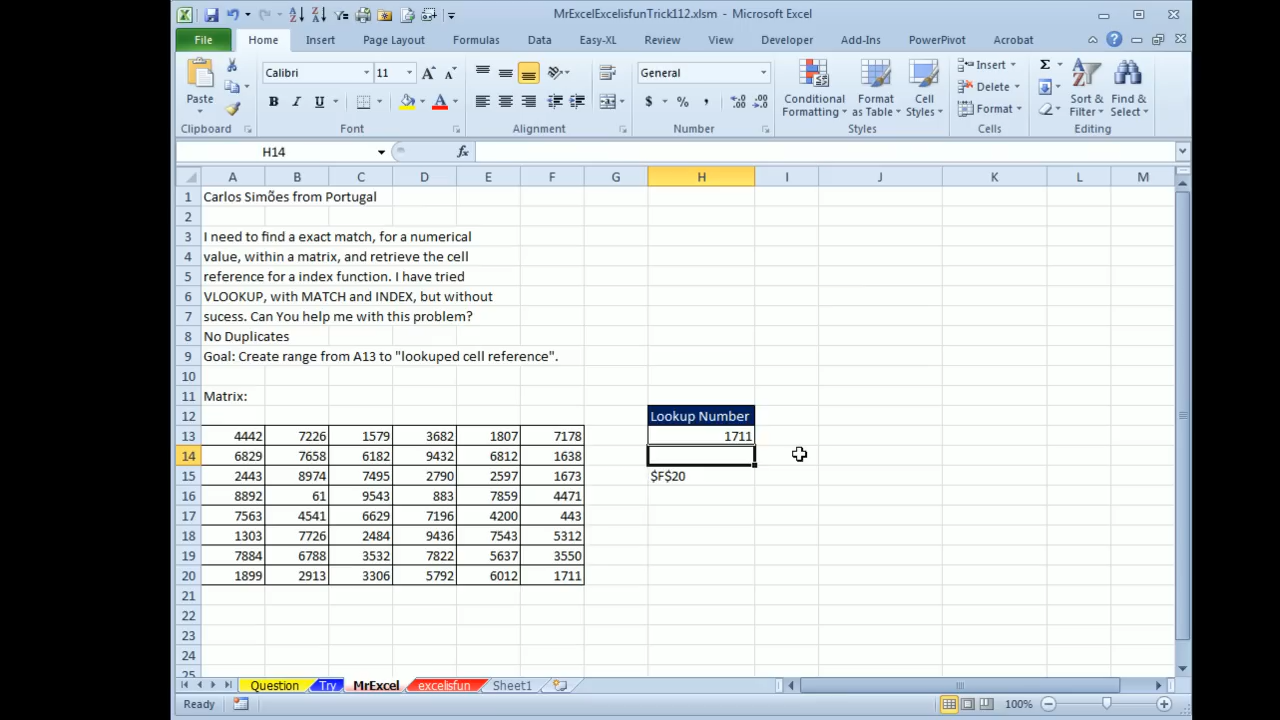 MrExcelExcelisfunTrick112.xlsm - Microsoft Excel
File Home Insert Page Layout Formulas Data Easy-XL Review View Developer Add-Ins PowerPivot Acrobat
Paste
Calibri 11
B I U
A A
General
$ % ,
Conditional Formatting
Format as Table
Cell Styles
Insert
Delete
Format
Σ
Sort & Filter
Find & Select
Clipboard Font Alignment Number Styles Cells Editing
H14 fx
A B C D E F G H I J K L M
1 Carlos Simões from Portugal
2
3 I need to find a exact match, for a numerical
4 value, within a matrix, and retrieve the cell
5 reference for a index function. I have tried
6 VLOOKUP, with MATCH and INDEX, but without
7 sucess. Can You help me with this problem?
8 No Duplicates
9 Goal: Create range from A13 to "lookuped cell reference".
10
11 Matrix:
12 Lookup Number
13 4442 7226 1579 3682 1807 7178 1711
14 6829 7658 6182 9432 6812 1638
15 2443 8974 7495 2790 2597 1673 $F$20
16 8892 61 9543 883 7859 4471
17 7563 4541 6629 7196 4200 443
18 1303 7726 2484 9436 7543 5312
19 7884 6788 3532 7822 5637 3550
20 1899 2913 3306 5792 6012 1711
21
22
23
24
25
Question Try MrExcel excelisfun Sheet1
Ready 100%